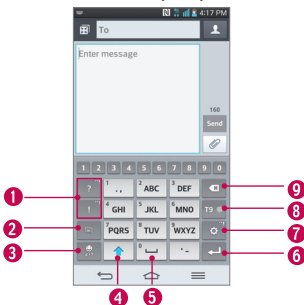 4:17 PM
To
Enter message
160
Send
1 2 3 4 5 6 7 8 9 0
? 1 ., 2 ABC 3 DEF
1 ! 4 GHI 5 JKL 6 MNO T9 8
2 7 PQRS 8 TUV 9 WXYZ 7
3 0 '- 6
9
4 5